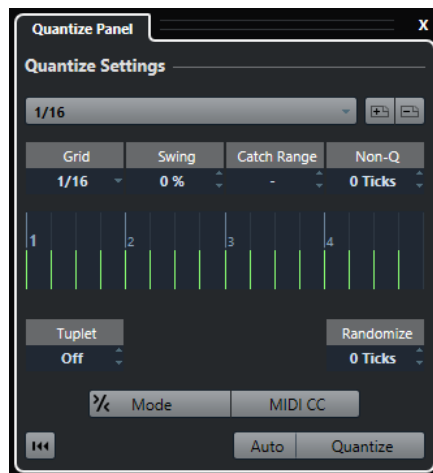 Quantize Panel X
Quantize Settings
1/16
Grid Swing Catch Range Non-Q
1/16 0 % - 0 Ticks
1 2 3 4
Tuplet Randomize
Off 0 Ticks
Mode MIDI CC
Auto Quantize